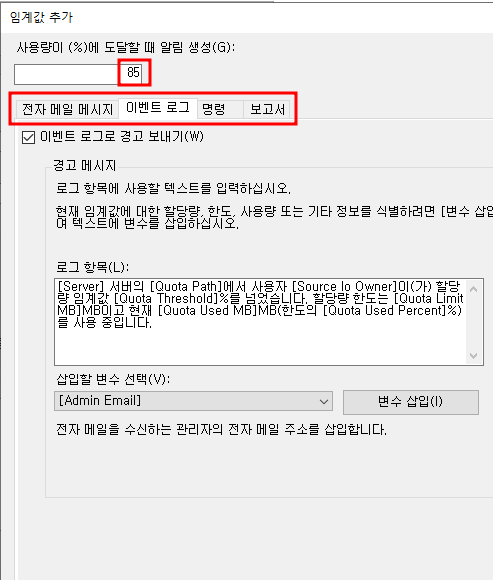 임계값 추가
사용량이 (%)에 도달할 때 알림 생성(G):
85
전자 메일 메시지 이벤트 로그 명령 보고서
이벤트 로그로 경고 보내기(W)
경고 메시지
로그 항목에 사용할 텍스트를 입력하십시오.
현재 임계값에 대한 할당량, 한도, 사용량 또는 기타 정보를 식별하려면 [변수 삽입
며 텍스트에 변수를 삽입하십시오.
로그 항목(L):
[Server] 서버의 [Quota Path]에서 사용자 [Source Io Owner]이(가) 할당
량 임계값 [Quota Threshold]%를 넘었습니다. 할당량 한도는 [Quota Limit
MB]MB이고 현재 [Quota Used MB]MB(한도의 [Quota Used Percent]%)
를 사용 중입니다.
삽입할 변수 선택(V):
[Admin Email] 변수 삽입(I)
전자 메일을 수신하는 관리자의 전자 메일 주소를 삽입합니다.